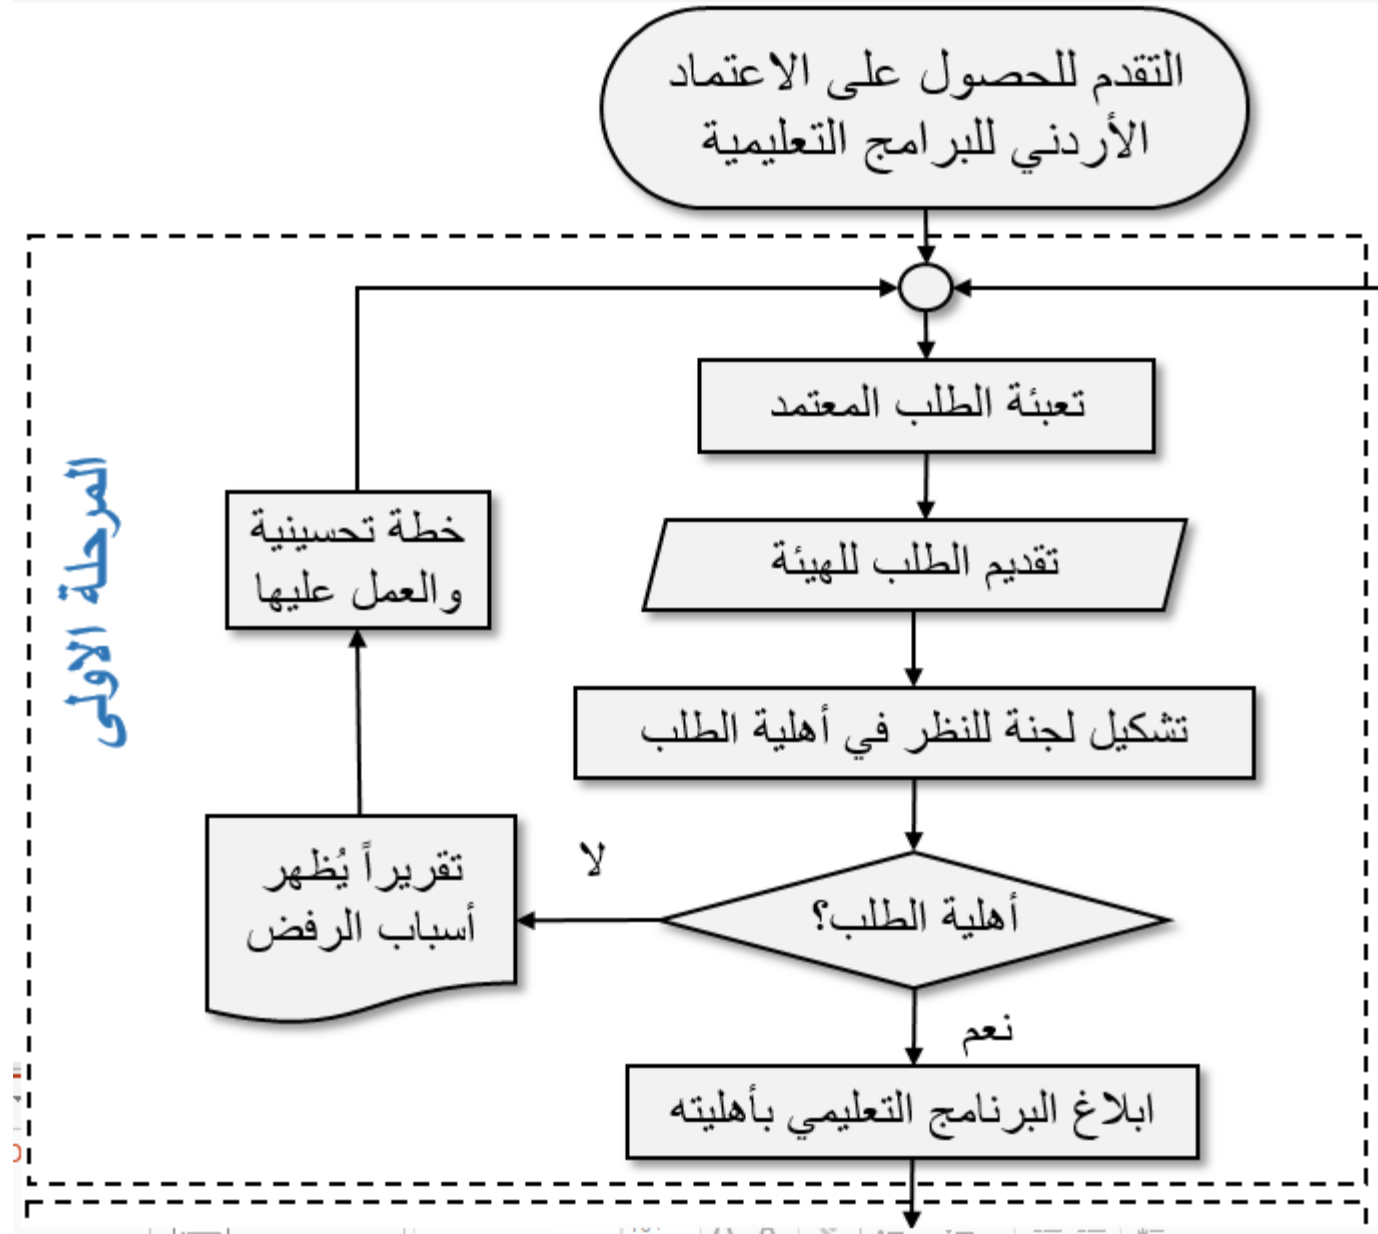 التقدم للحصول على الاعتماد
الأردني للبرامج التعليمية
المرحلة الاولى
تعبئة الطلب المعتمد
تقديم الطلب للهيئة
تشكيل لجنة للنظر في أهلية الطلب
أهلية الطلب؟
لا
تقريراً يُظهر
أسباب الرفض
خطة تحسينية
والعمل عليها
نعم
ابلاغ البرنامج التعليمي بأهليته